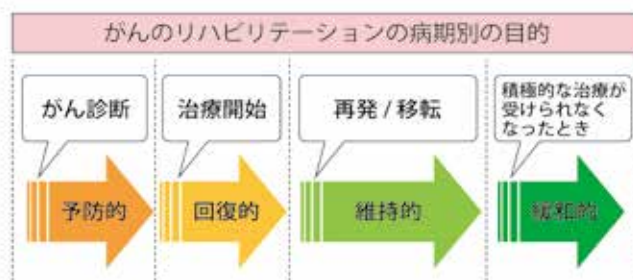 がんのリハビリテーションの病期別の目的
がん診断
治療開始
再発 / 移転
積極的な治療が
受けられなく
なったとき
予防的
回復的
維持的
緩和的